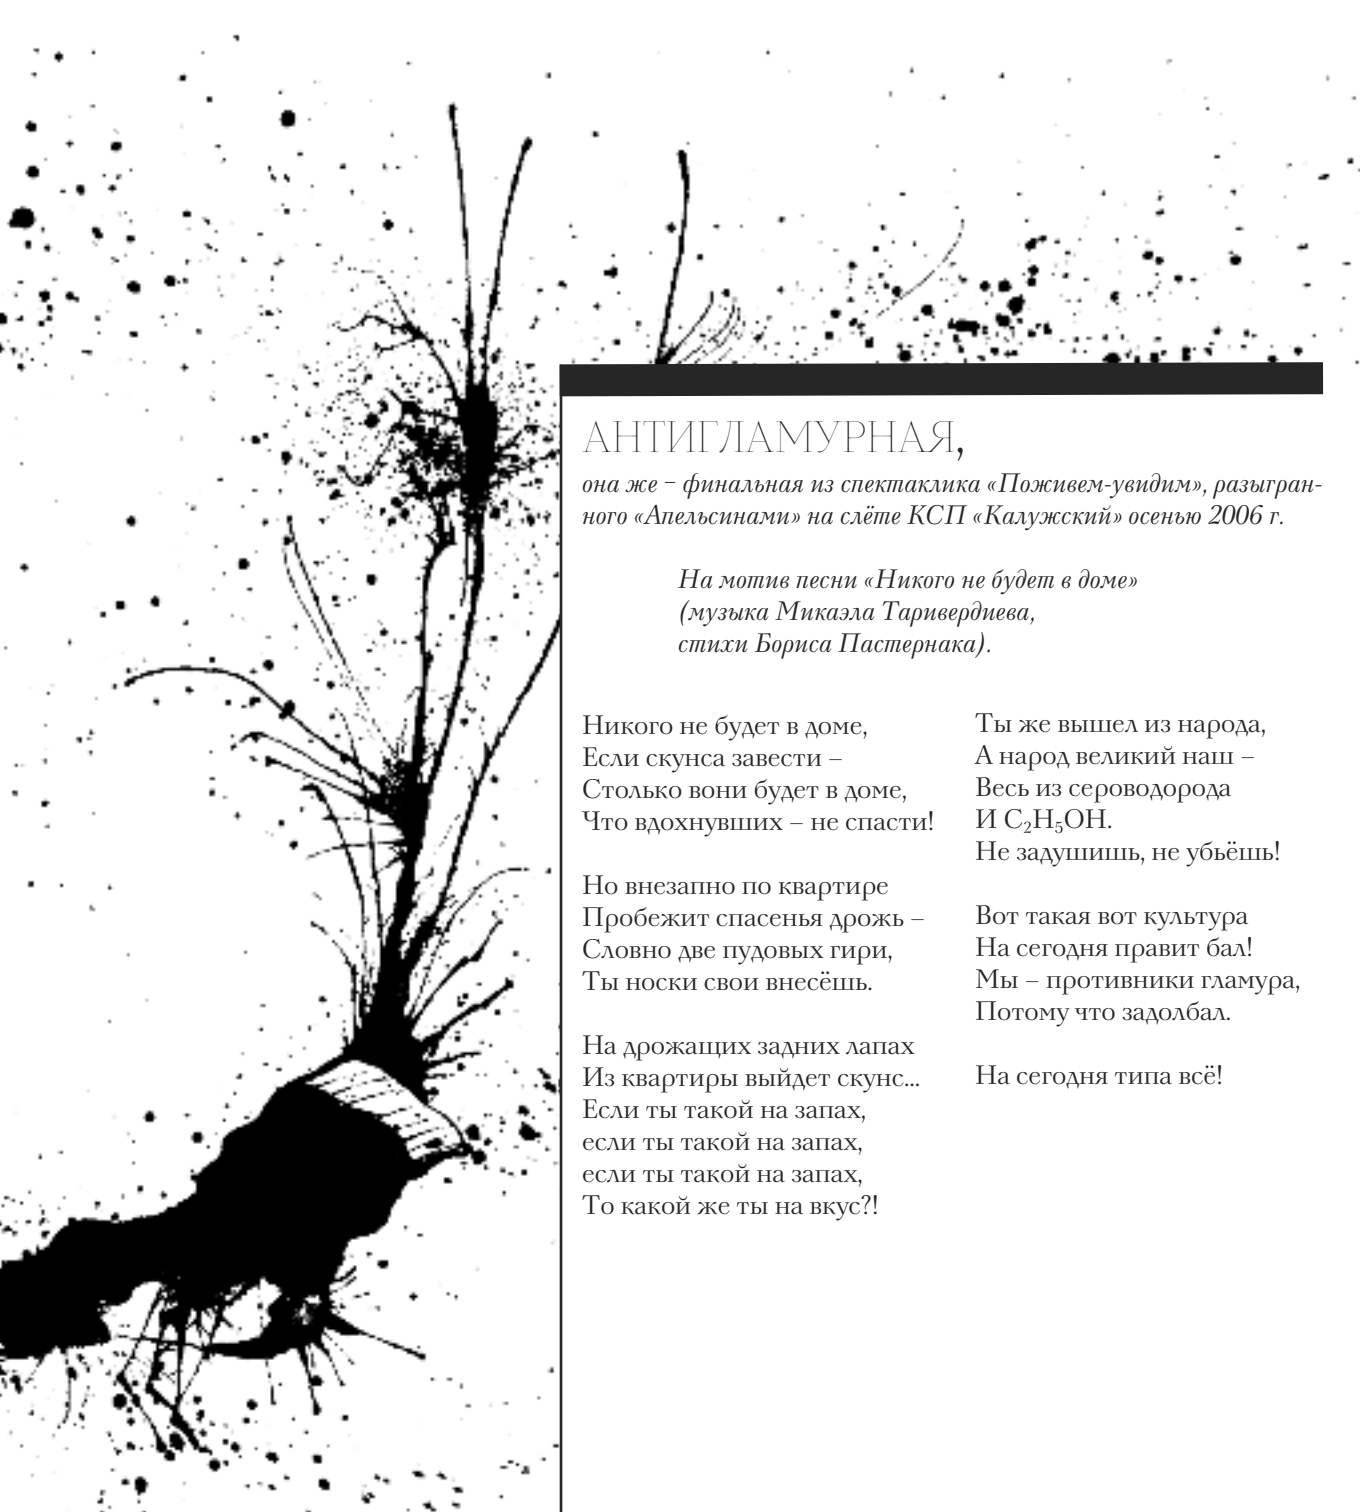 АНТИГЛАМУРНАЯ,
она же – финальная из спектаклика «Поживем-увидим», разыгран-
ного «Апельсинами» на слёте КСП «Калужский» осенью 2006 г.
На мотив песни «Никого не будет в доме»
(музыка Микаэла Таривердиева,
стихи Бориса Пастернака).
Никого не будет в доме,
Если скунса завести –
Столько вони будет в доме,
Что вдохнувших – не спасти!
Но внезапно по квартире
Пробежит спасенья дрожь –
Словно две пудовых гири,
Ты носки свои внесёшь.
На дрожащих задних лапах
Из квартиры выйдет скунс...
Если ты такой на запах,
если ты такой на запах,
если ты такой на запах,
То какой же ты на вкус?!
Ты же вышел из народа,
А народ великий наш –
Весь из сероводорода
И C₂H₅OH.
Не задушишь, не убьёшь!
Вот такая вот культура
На сегодня правит бал!
Мы – противники гламура,
Потому что задолбал.
На сегодня типа всё!